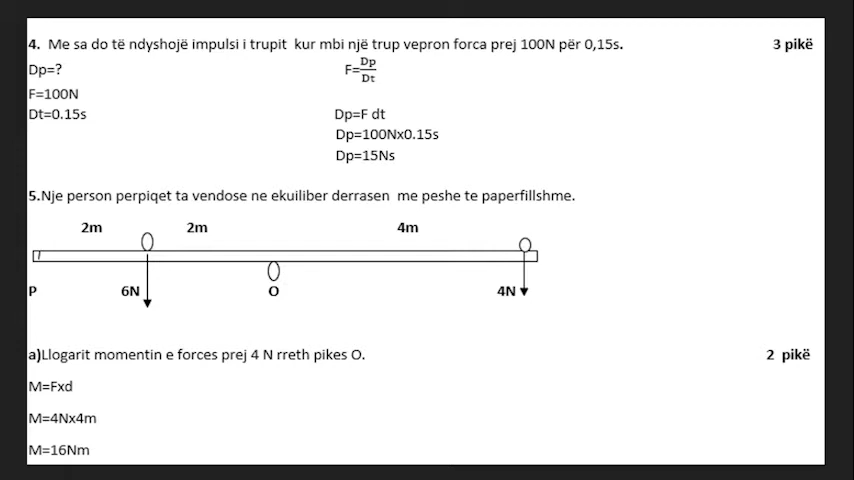 4. Me sa do të ndyshojë impulsi i trupit kur mbi një trup vepron forca prej 100N për 0,15s. 3 pikë
Dp=? F=Dp/Dt
F=100N
Dt=0.15s Dp=F dt
Dp=100Nx0.15s
Dp=15Ns
5.Nje person perpiqet ta vendose ne ekuiliber derrasen me peshe te paperfillshme.
2m 2m 4m
P 6N O 4N
a)Llogarit momentin e forces prej 4 N rreth pikes O. 2 pikë
M=Fxd
M=4Nx4m
M=16Nm